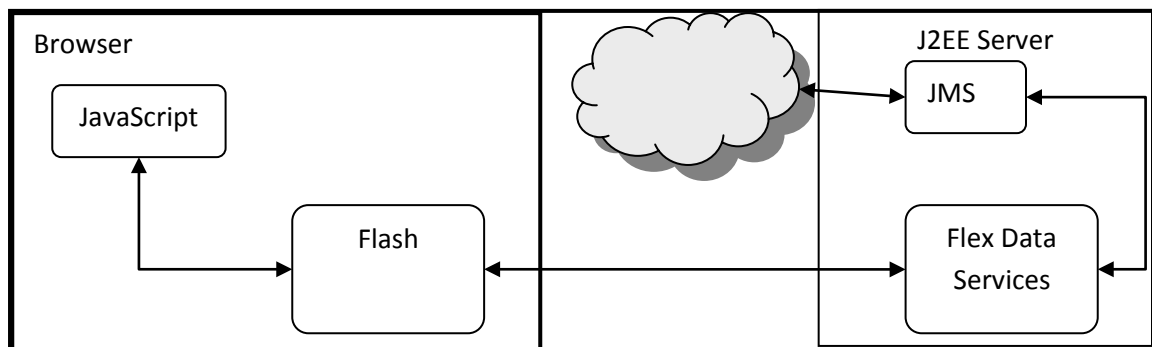 Browser
J2EE Server
JavaScript
JMS
Flash
Flex Data
Services